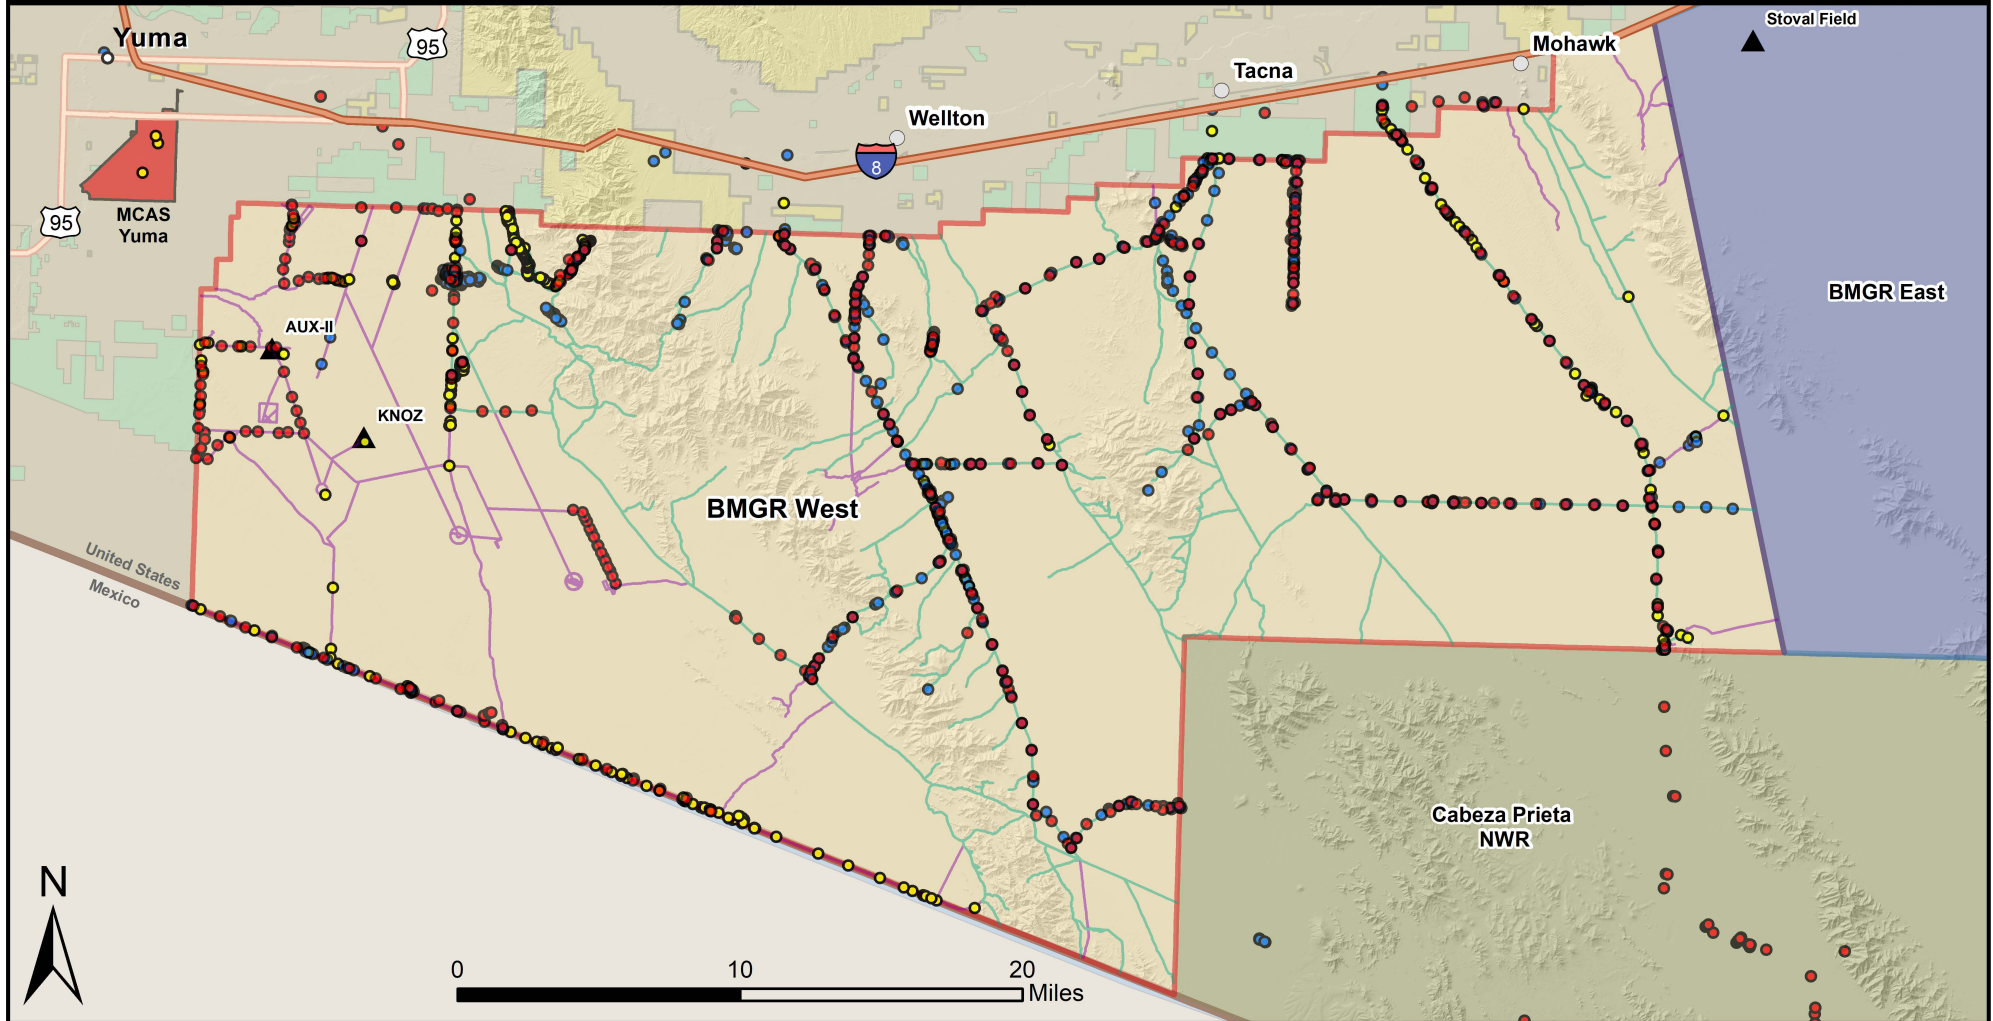 Stoval Field
Yuma
95
Mohawk
Tacna
Wellton
8
MCAS
Yuma
95
BMGR East
AUX-II
KNOZ
BMGR West
United States
Mexico
Cabeza Prieta
NWR
N
0 10 20
Miles